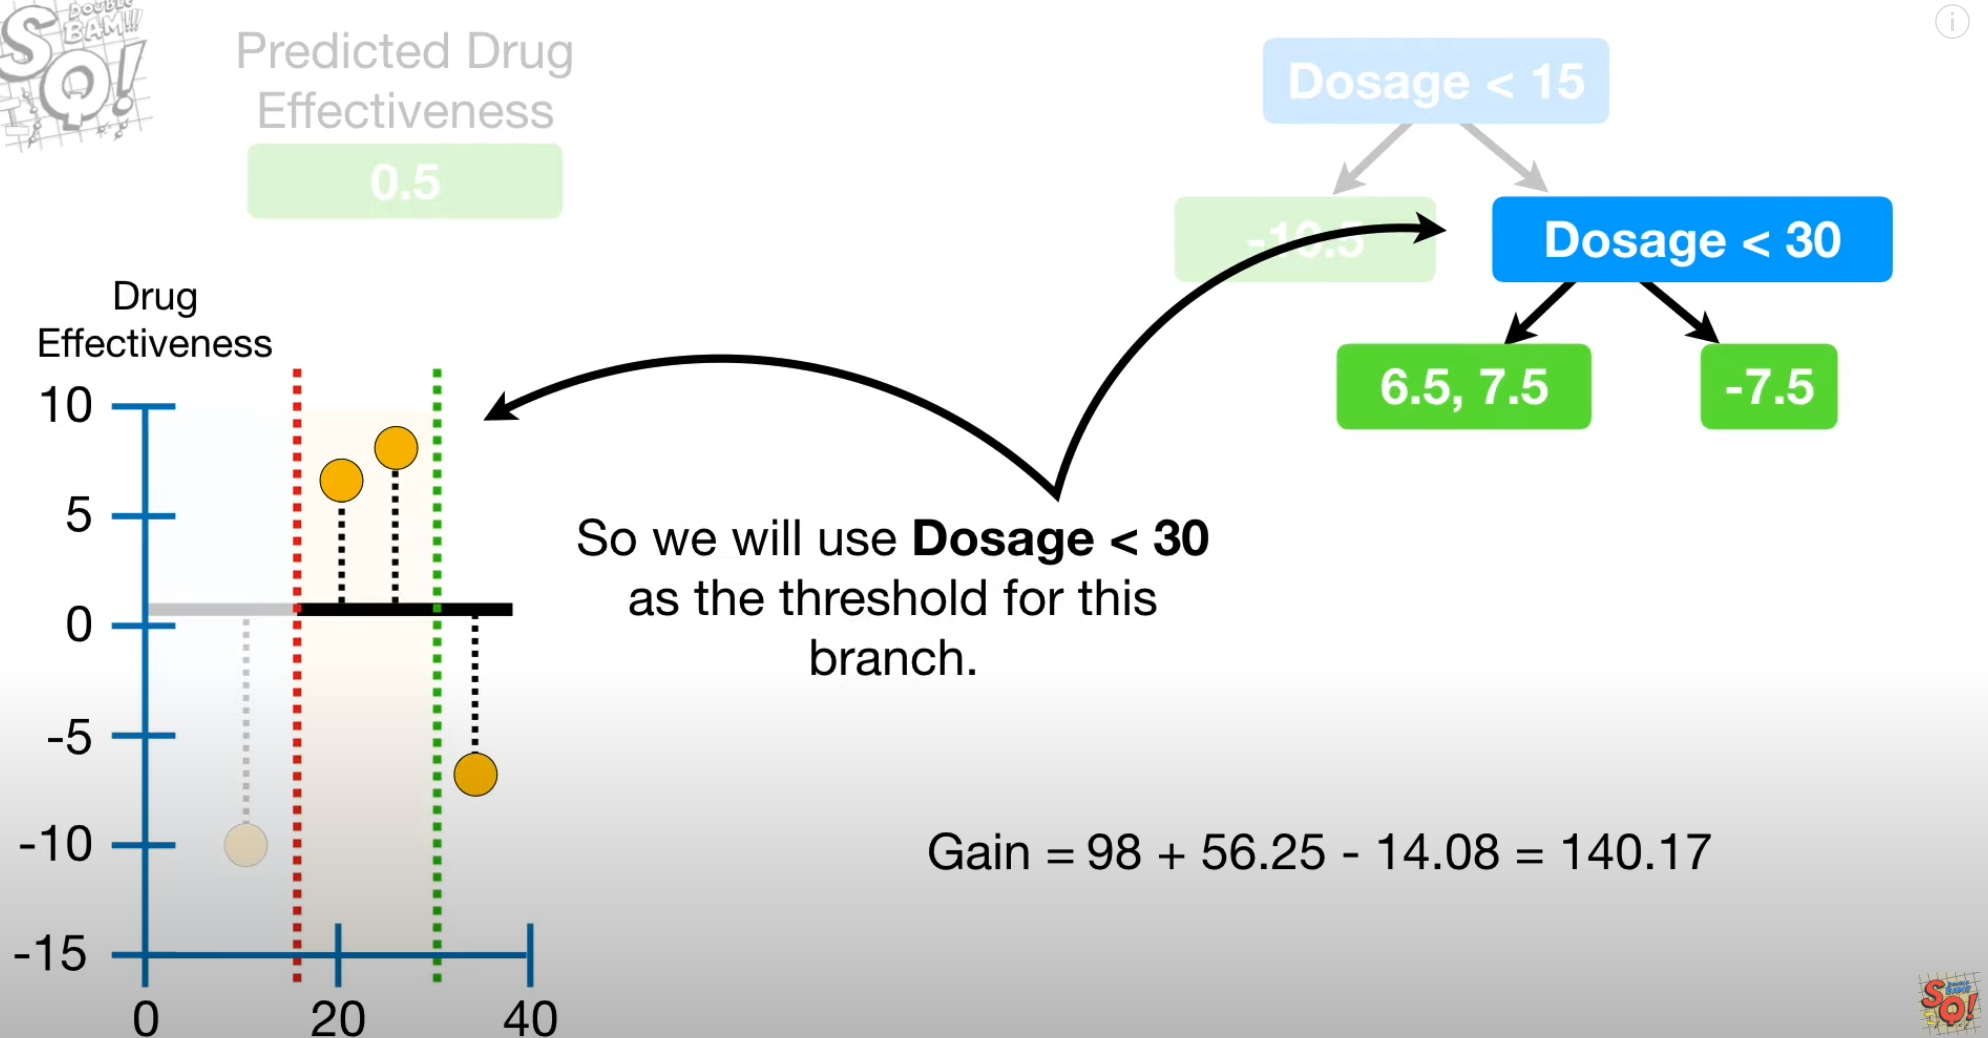 DOUBLE
BAM!!!
SQ!
Predicted Drug
Effectiveness
0.5
Dosage < 15
-10.5
Dosage < 30
6.5, 7.5
-7.5
Drug
Effectiveness
10
5
0
-5
-10
-15
0
20
40
So we will use Dosage < 30
as the threshold for this
branch.
Gain = 98 + 56.25 - 14.08 = 140.17
DOUBLE
BAM!!!
SQ!